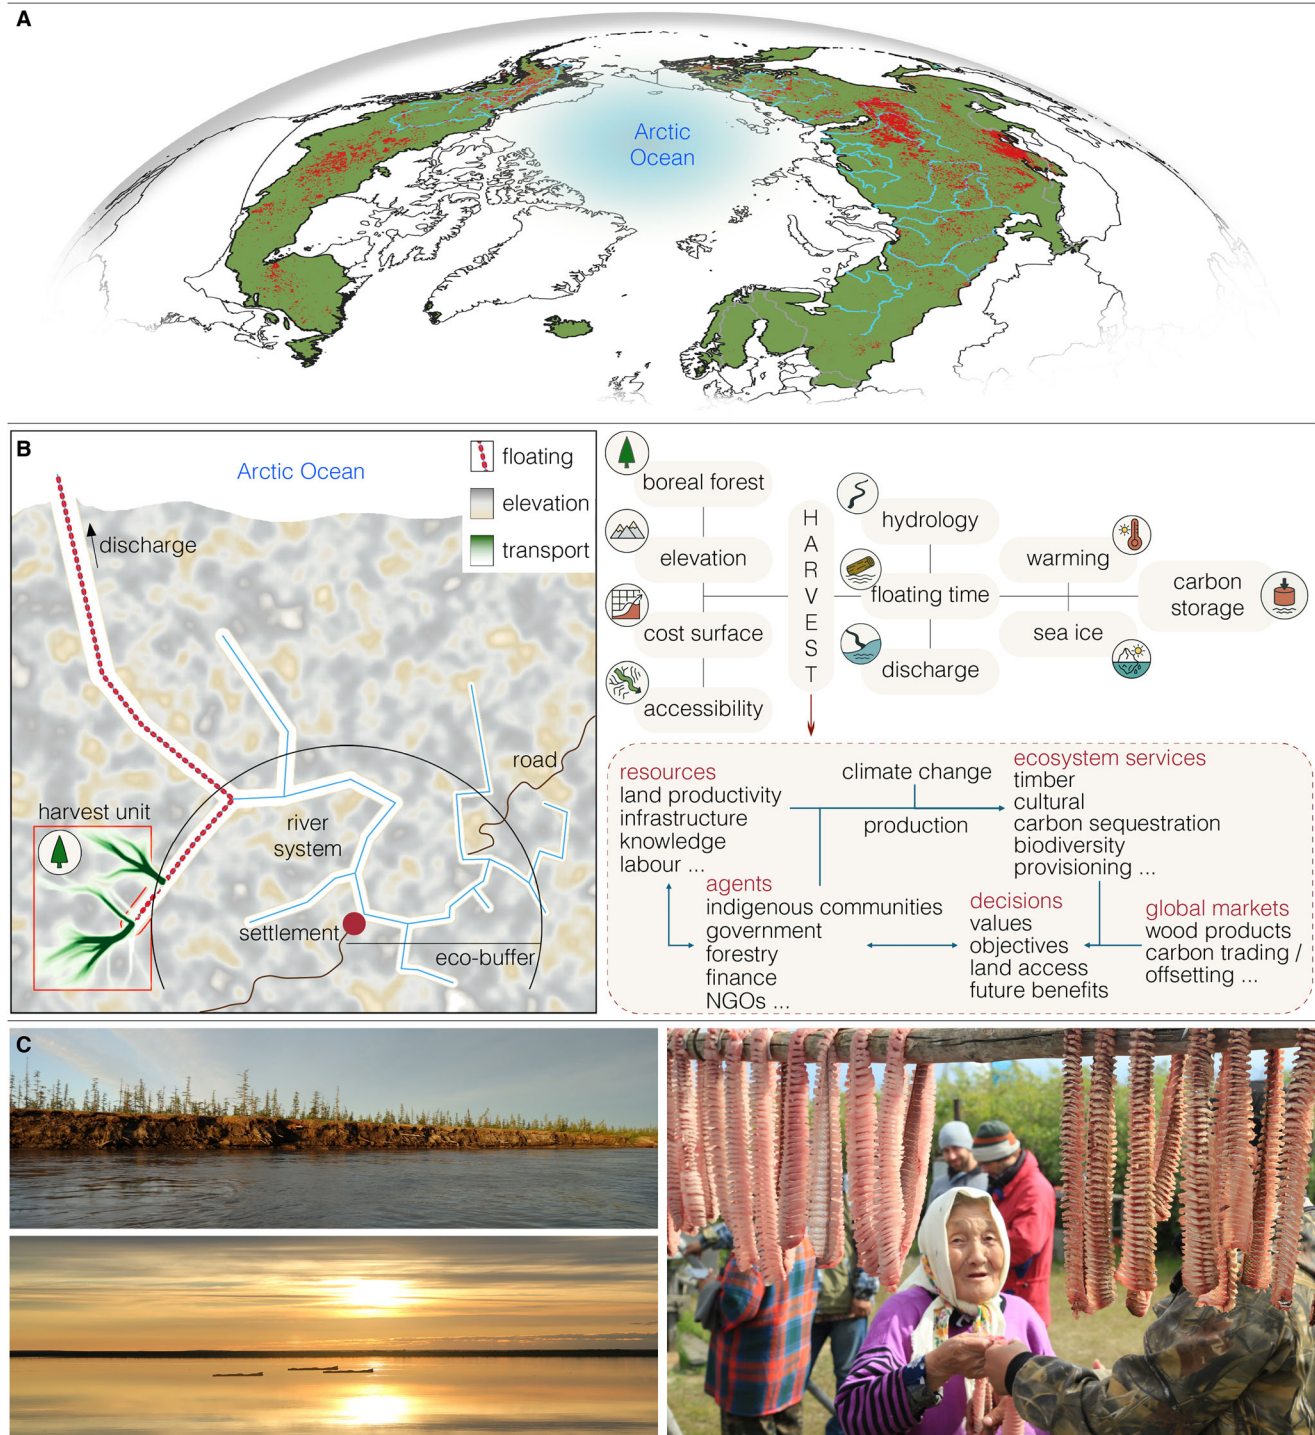 A
Arctic
Ocean
B
Arctic Ocean
floating
elevation
transport
discharge
harvest unit
river
system
road
settlement
eco-buffer
boreal forest
elevation
cost surface
accessibility
HARVEST
hydrology
floating time
discharge
warming
sea ice
carbon
storage
resources
land productivity
infrastructure
knowledge
labour ...
climate change
production
ecosystem services
timber
cultural
carbon sequestration
biodiversity
provisioning ...
agents
indigenous communities
government
forestry
finance
NGOs ...
decisions
values
objectives
land access
future benefits
global markets
wood products
carbon trading /
offsetting ...
C